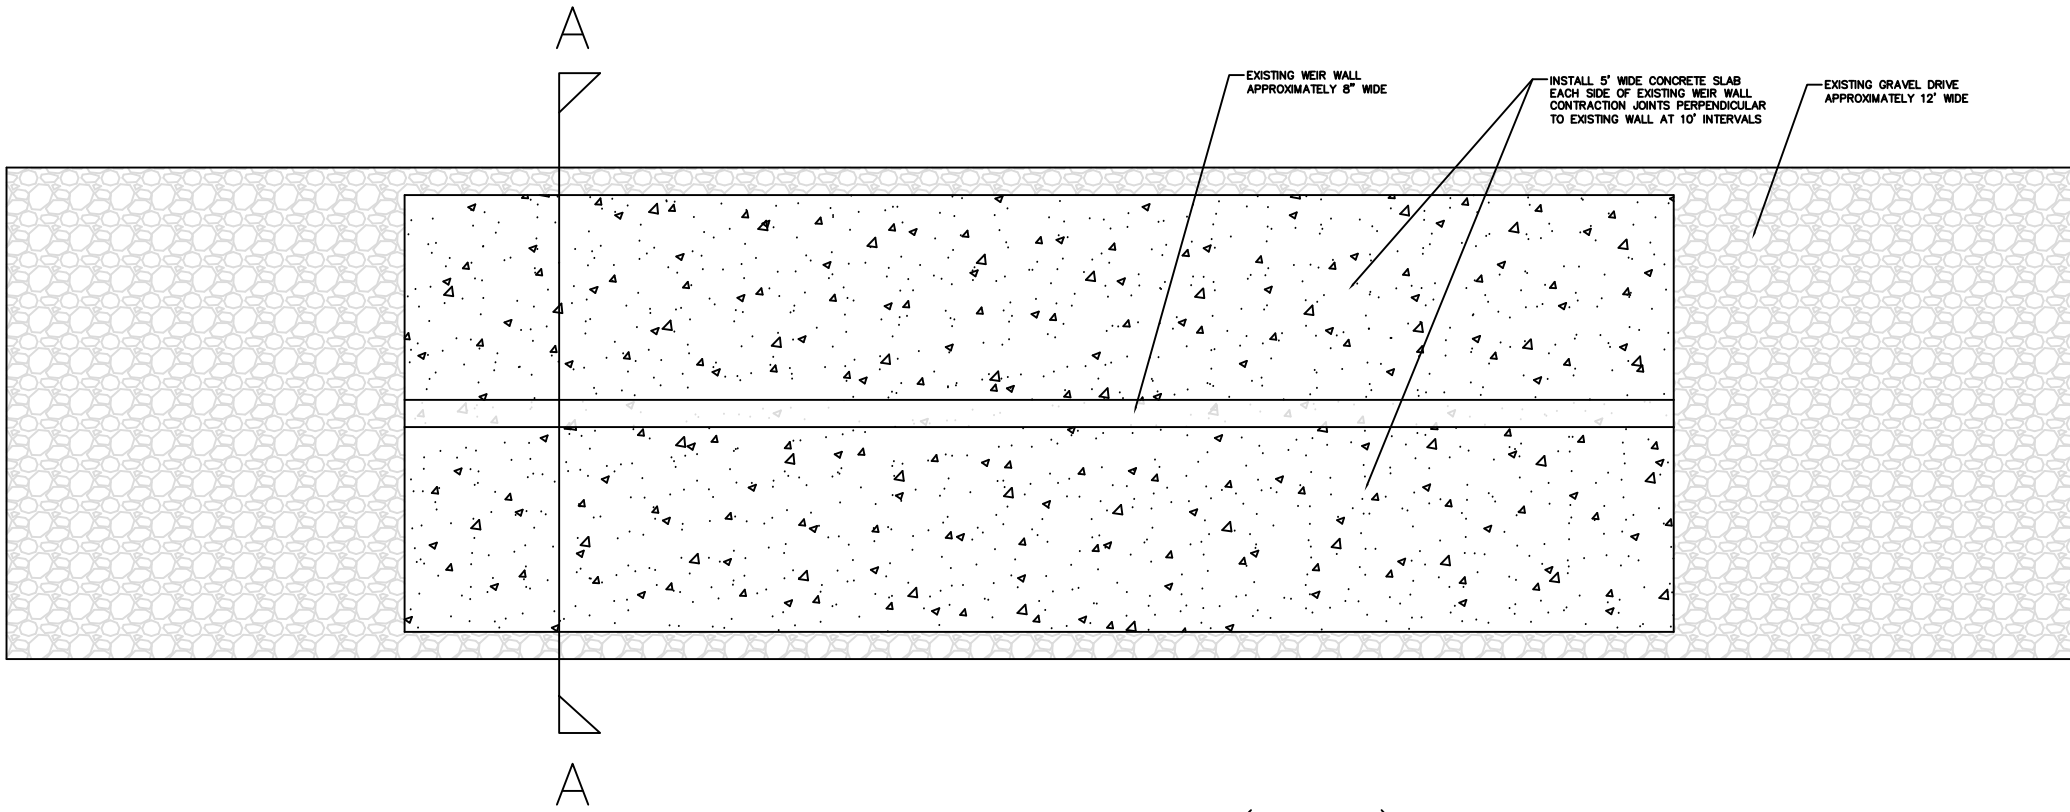 A
EXISTING WEIR WALL
APPROXIMATELY 8" WIDE
INSTALL 5' WIDE CONCRETE SLAB
EACH SIDE OF EXISTING WEIR WALL
CONTRACTION JOINTS PERPENDICULAR
TO EXISTING WALL AT 10' INTERVALS
EXISTING GRAVEL DRIVE
APPROXIMATELY 12' WIDE
A